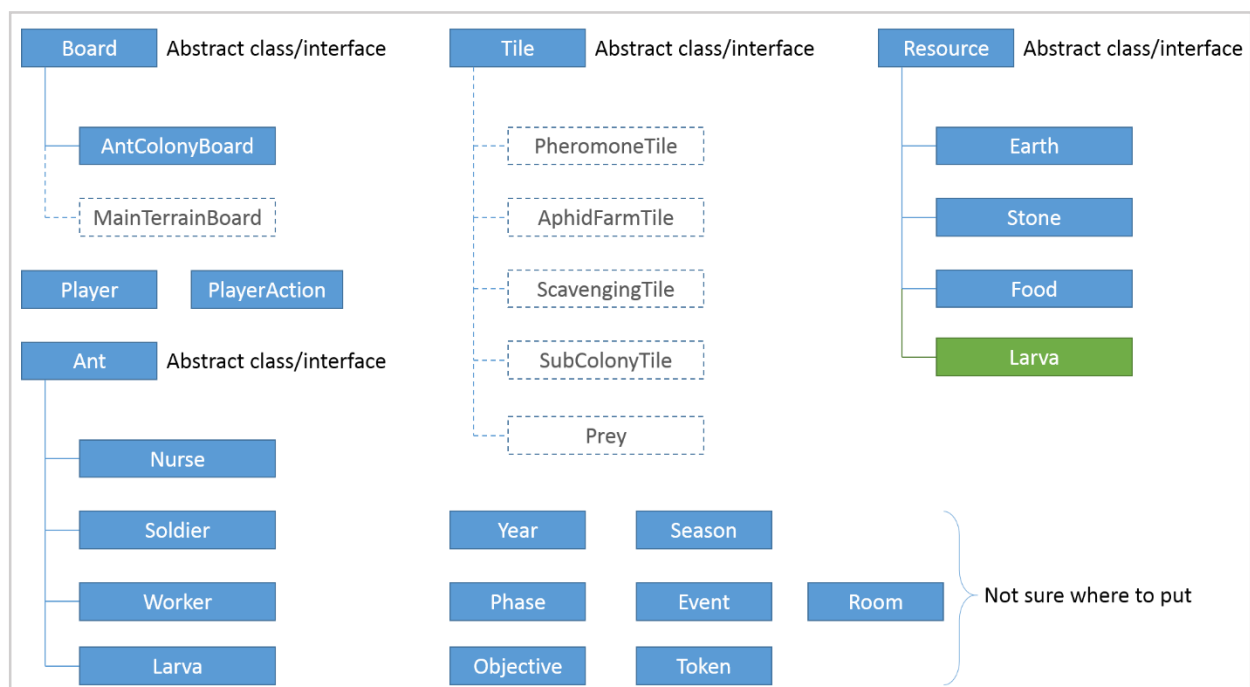 Board Abstract class/interface
AntColonyBoard
MainTerrainBoard
Player PlayerAction
Ant Abstract class/interface
Nurse
Soldier
Worker
Larva
Tile Abstract class/interface
PheromoneTile
AphidFarmTile
ScavengingTile
SubColonyTile
Prey
Resource Abstract class/interface
Earth
Stone
Food
Larva
Year Season
Phase Event Room
Objective Token
Not sure where to put